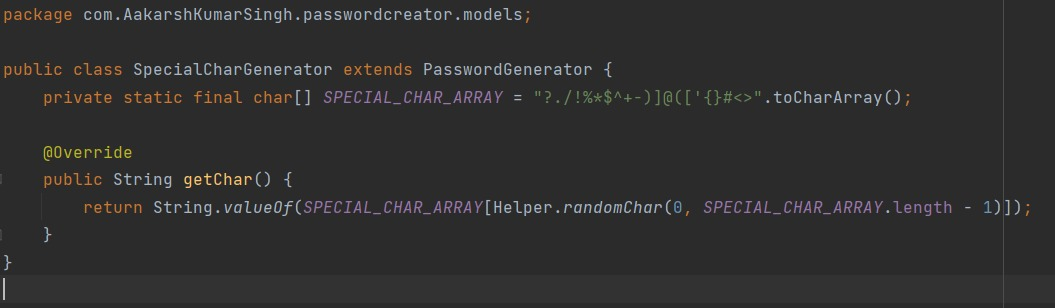 package com.AakarshKumarSingh.passwordcreator.models;
public class SpecialCharGenerator extends PasswordGenerator {
private static final char[] SPECIAL_CHAR_ARRAY = "?./!%*$^+-)]@(['{}#<>".toCharArray();
@Override
public String getChar() {
return String.valueOf(SPECIAL_CHAR_ARRAY[Helper.randomChar(0, SPECIAL_CHAR_ARRAY.length - 1)]);
}
}